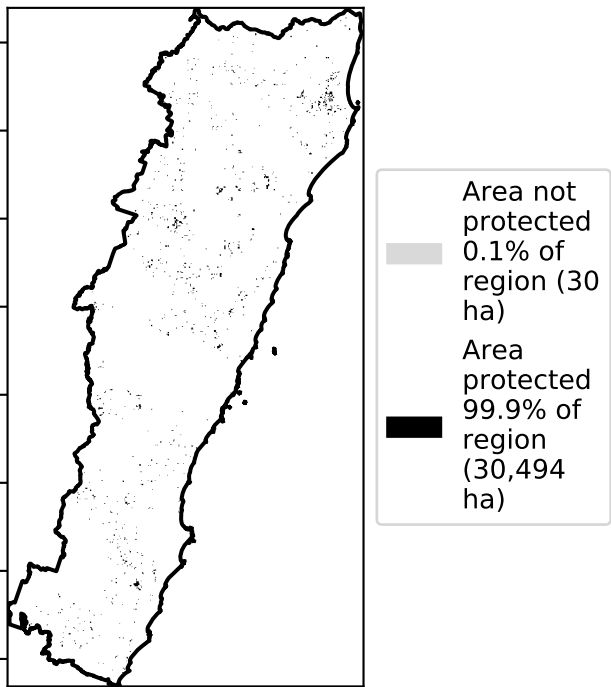 Area not
protected
0.1% of
region (30
ha)
Area
protected
99.9% of
region
(30,494
ha)